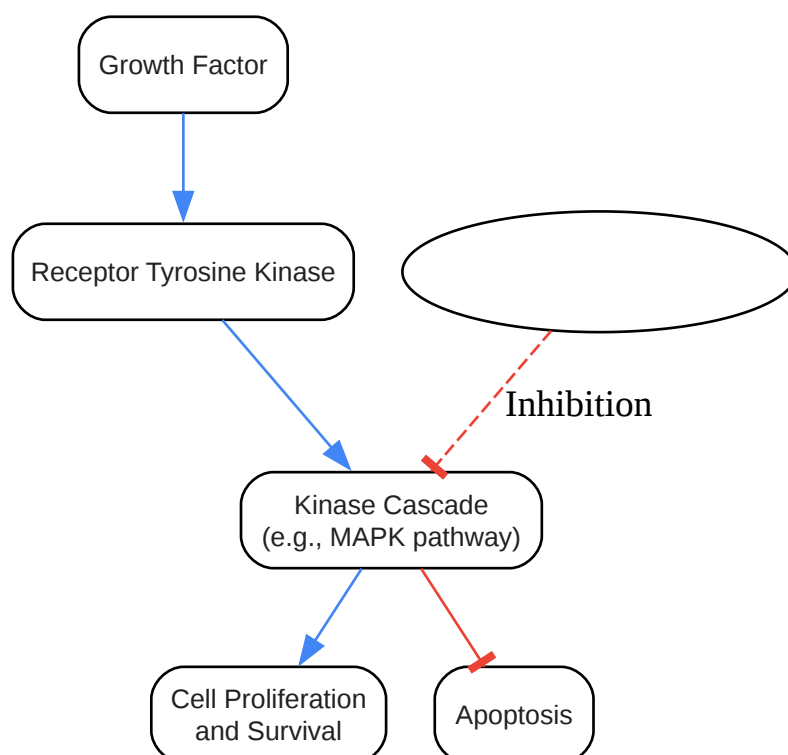 Growth Factor
Receptor Tyrosine Kinase
Inhibition
Kinase Cascade
(e.g., MAPK pathway)
Cell Proliferation
and Survival
Apoptosis